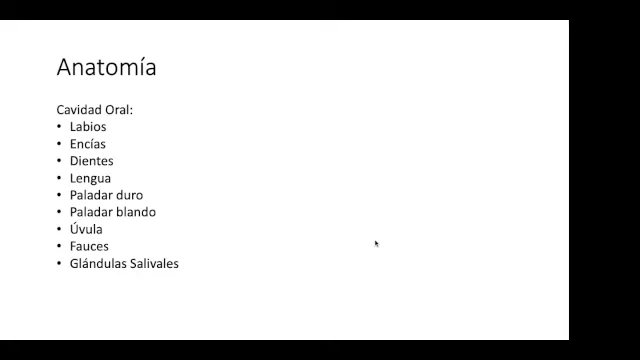 Anatomía
Cavidad Oral:
• Labios
• Encías
• Dientes
• Lengua
• Paladar duro
• Paladar blando
• Úvula
• Fauces
• Glándulas Salivales